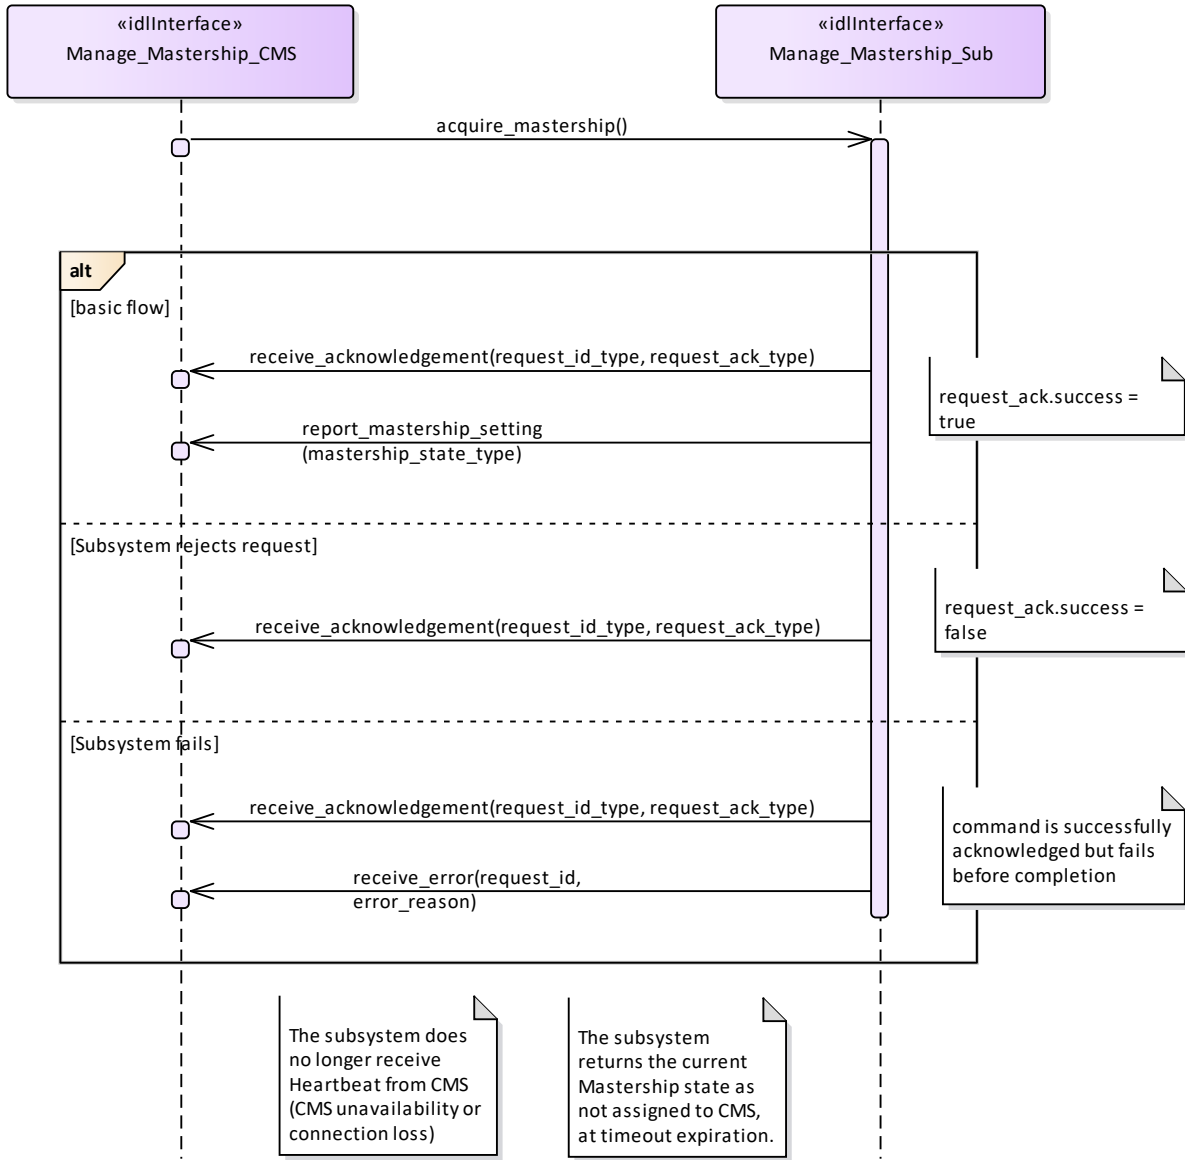 «idlInterface»
Manage_Mastership_CMS
«idlInterface»
Manage_Mastership_Sub
acquire_mastership()
alt
[basic flow]
receive_acknowledgement(request_id_type, request_ack_type)
request_ack.success =
true
report_mastership_setting
(mastership_state_type)
[Subsystem rejects request]
request_ack.success =
false
receive_acknowledgement(request_id_type, request_ack_type)
[Subsystem fails]
receive_acknowledgement(request_id_type, request_ack_type)
command is successfully
acknowledged but fails
before completion
receive_error(request_id,
error_reason)
The subsystem does
no longer receive
Heartbeat from CMS
(CMS unavailability or
connection loss)
The subsystem
returns the current
Mastership state as
not assigned to CMS,
at timeout expiration.